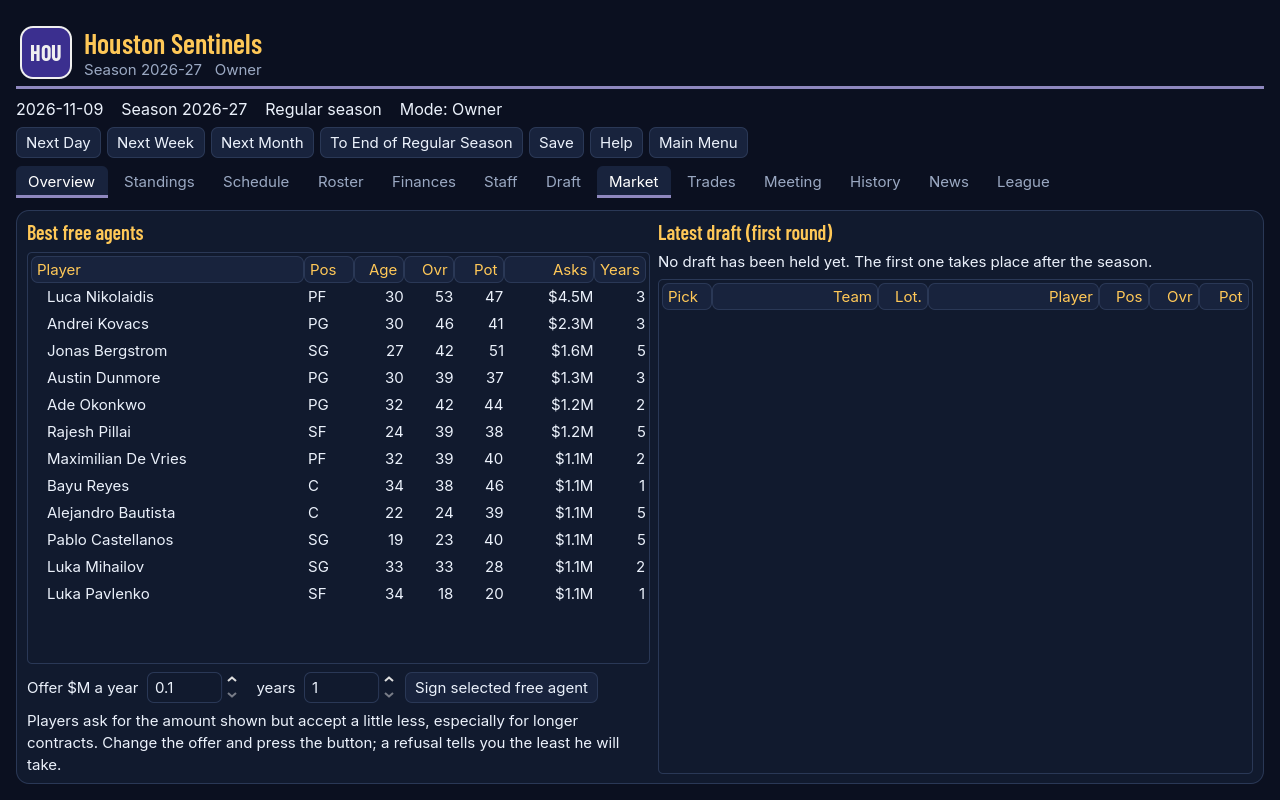 HOU
Houston Sentinels
Season 2026-27 Owner
2026-11-09 Season 2026-27 Regular season Mode: Owner
Next Day Next Week Next Month To End of Regular Season Save Help Main Menu
Overview Standings Schedule Roster Finances Staff Draft Market Trades Meeting History News League
Best free agents
Player Pos Age Ovr Pot Asks Years
Luca Nikolaidis PF 30 53 47 $4.5M 3
Andrei Kovacs PG 30 46 41 $2.3M 3
Jonas Bergstrom SG 27 42 51 $1.6M 5
Austin Dunmore PG 30 39 37 $1.3M 3
Ade Okonkwo PG 32 42 44 $1.2M 2
Rajesh Pillai SF 24 39 38 $1.2M 5
Maximilian De Vries PF 32 39 40 $1.1M 2
Bayu Reyes C 34 38 46 $1.1M 1
Alejandro Bautista C 22 24 39 $1.1M 5
Pablo Castellanos SG 19 23 40 $1.1M 5
Luka Mihailov SG 33 33 28 $1.1M 2
Luka Pavlenko SF 34 18 20 $1.1M 1
Offer $M a year 0.1 years 1 Sign selected free agent
Players ask for the amount shown but accept a little less, especially for longer
contracts. Change the offer and press the button; a refusal tells you the least he will
take.
Latest draft (first round)
No draft has been held yet. The first one takes place after the season.
Pick Team Lot. Player Pos Ovr Pot